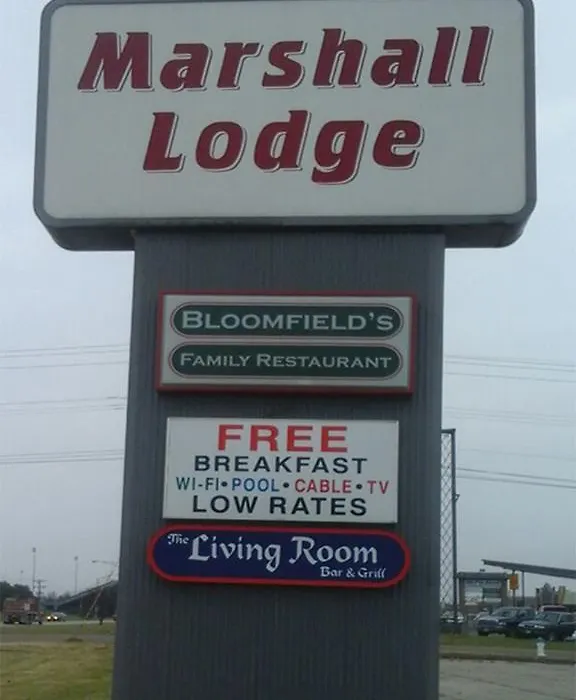 Marshall
Lodge
BLOOMFIELD'S
FAMILY RESTAURANT
FREE
BREAKFAST
WI-FI•POOL•CABLE•TV
LOW RATES
The Living Room
Bar & Grill